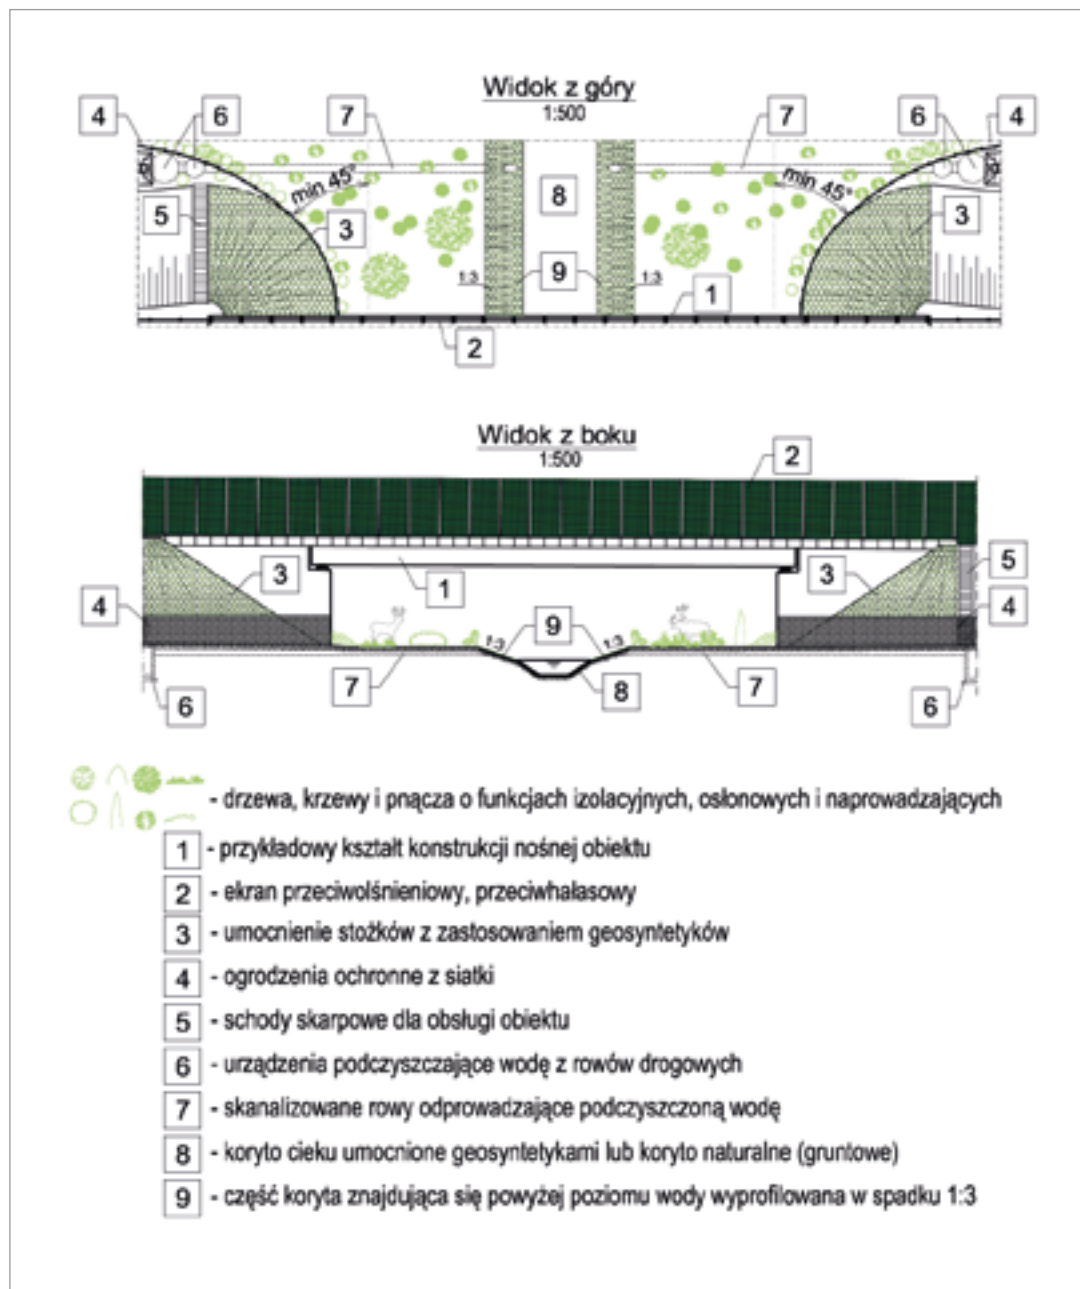 Widok z góry
1:500
4 6 7 7 6 4
min 45° min 45°
5 3 8 3
1:3 9 1:3
1
2
Widok z boku
1:500
2
3 1 3 5
4 4
1:3 9 1:3
6 7 8 7 6
- drzewa, krzewy i pnącza o funkcjach izolacyjnych, osłonowych i naprowadzających
1 - przykładowy kształt konstrukcji nośnej obiektu
2 - ekran przeciwolśnieniowy, przeciwhałasowy
3 - umocnienie stożków z zastosowaniem geosyntetyków
4 - ogrodzenia ochronne z siatki
5 - schody skarpowe dla obsługi obiektu
6 - urządzenia podczyszczające wodę z rowów drogowych
7 - skanalizowane rowy odprowadzające podczyszczoną wodę
8 - koryto cieku umocnione geosyntetykami lub koryto naturalne (gruntowe)
9 - część koryta znajdująca się powyżej poziomu wody wyprofilowana w spadku 1:3